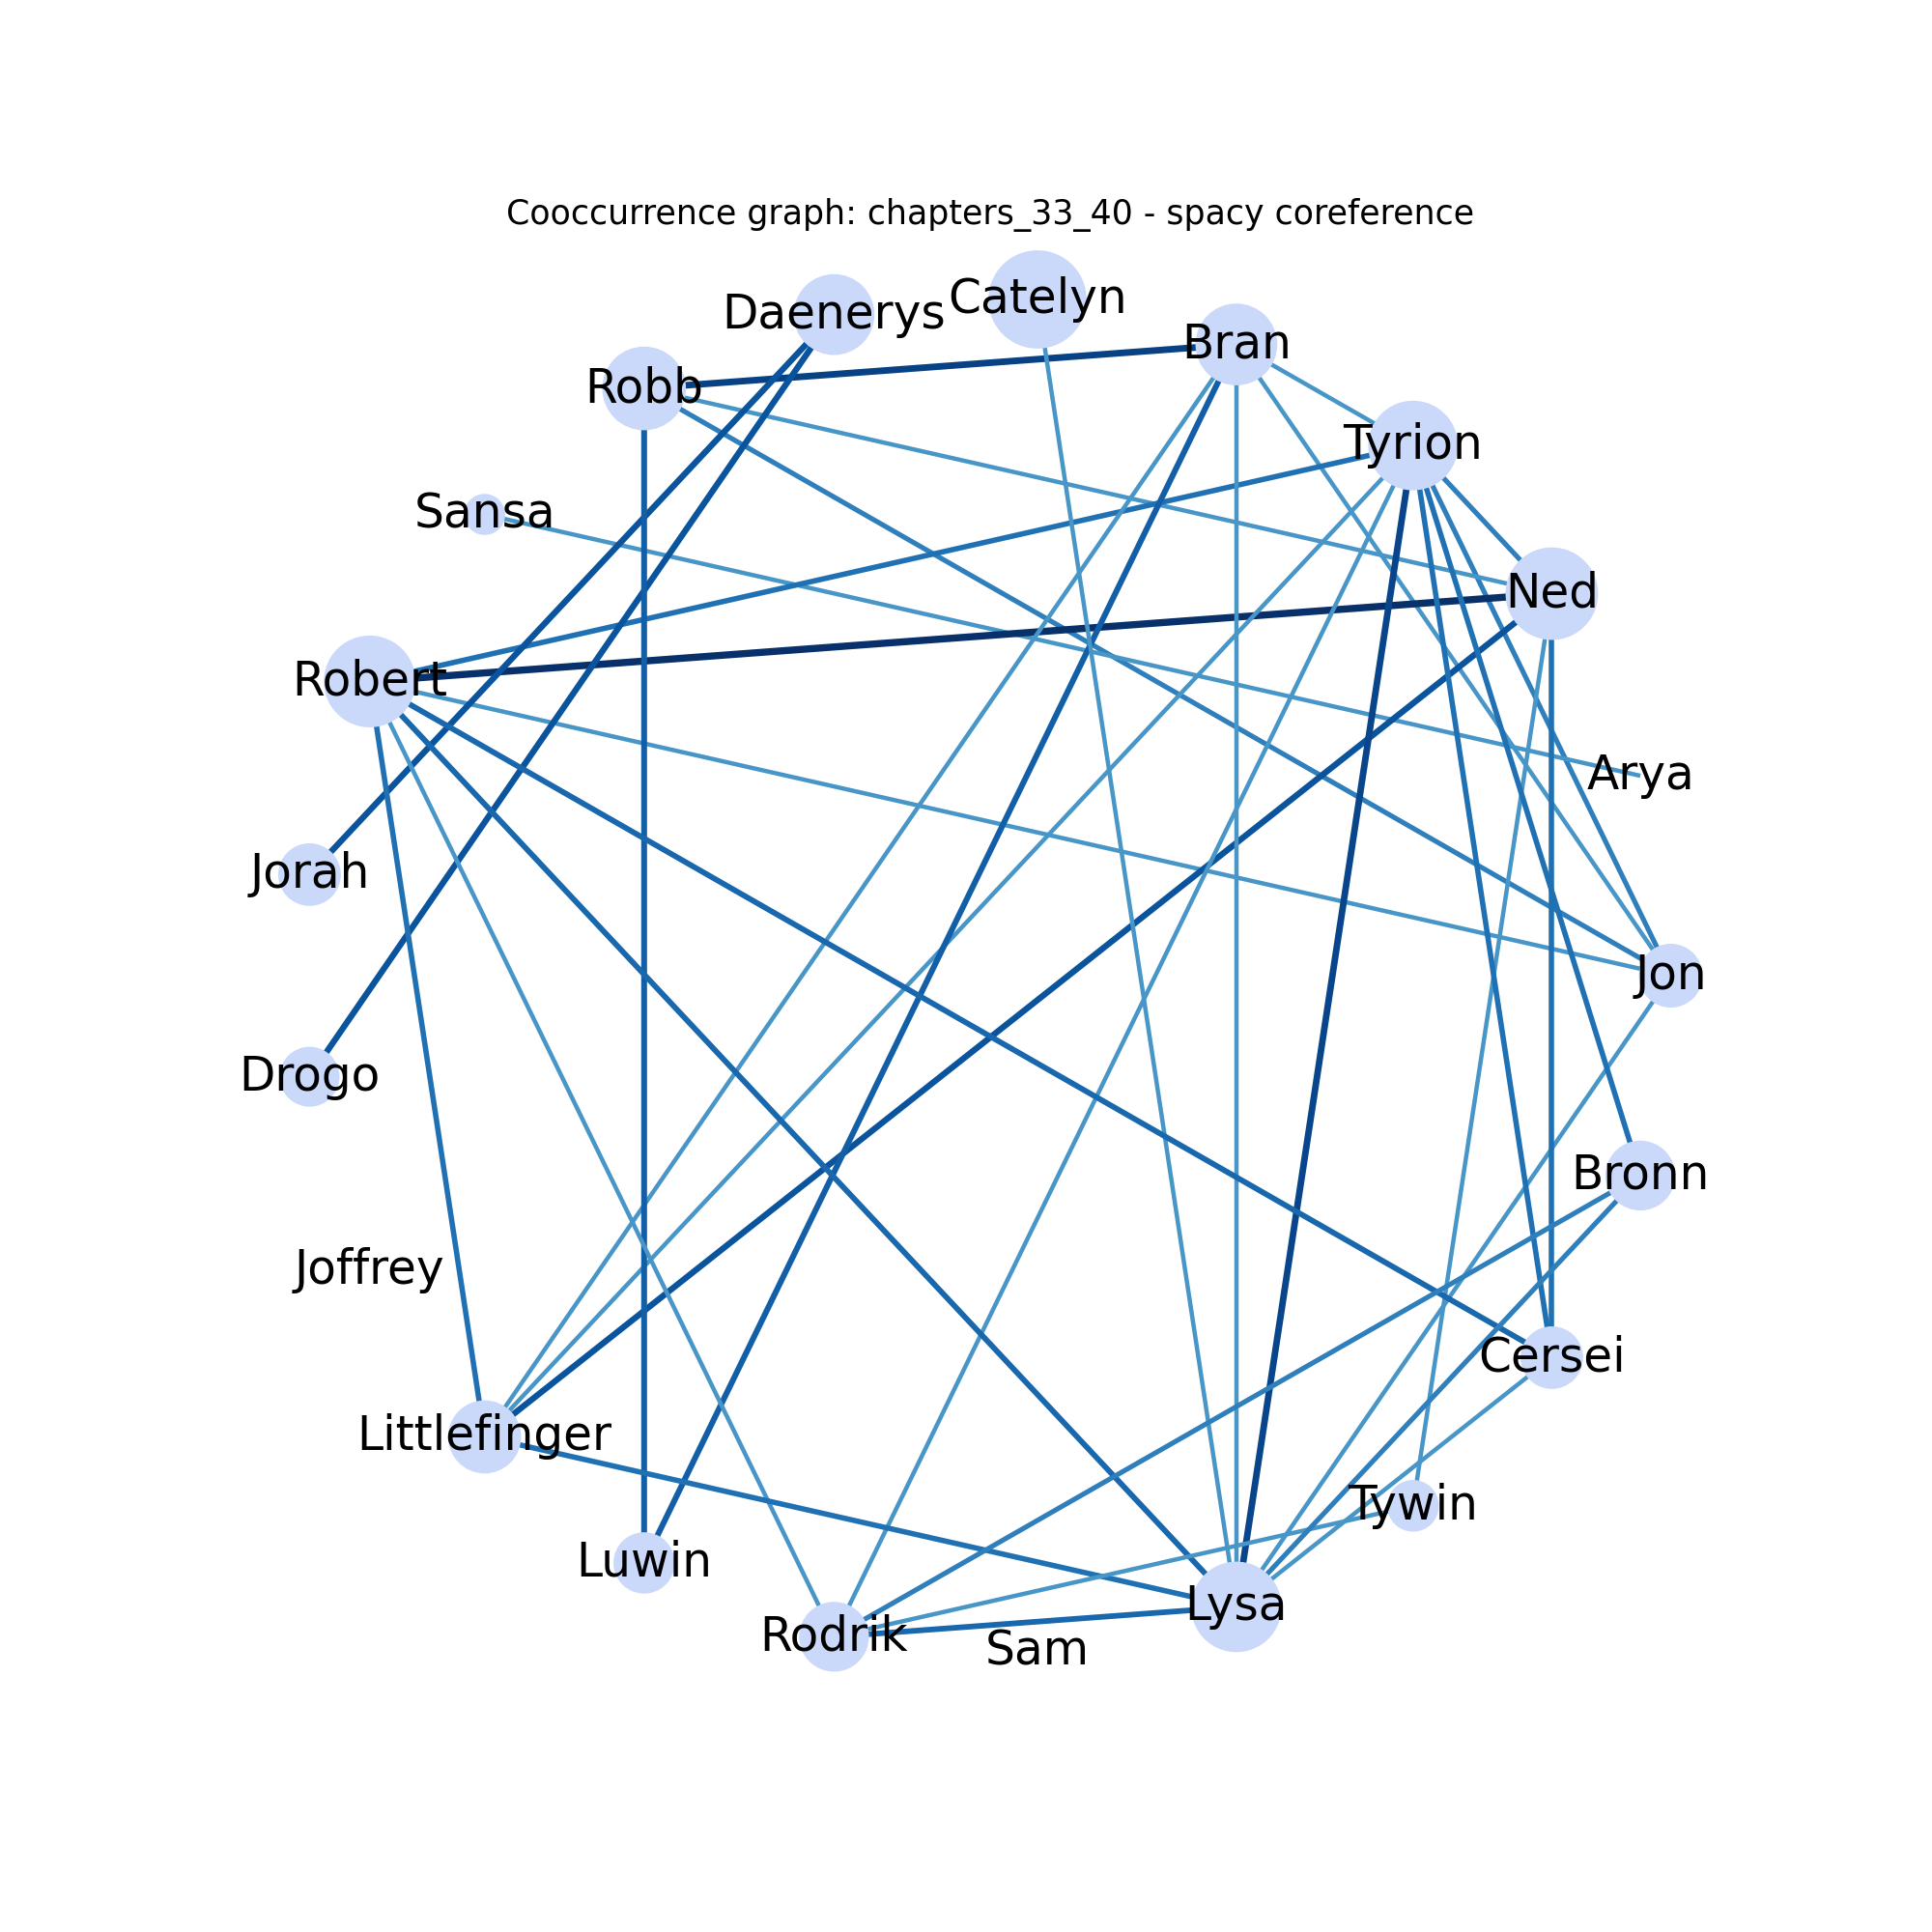 Cooccurrence graph: chapters_33_40 - spacy coreference
Catelyn
Daenerys
Bran
Robb
Tyrion
Sansa
Ned
Robert
Arya
Jorah
Jon
Drogo
Bronn
Joffrey
Cersei
Littlefinger
Tywin
Luwin
Lysa
Rodrik
Sam